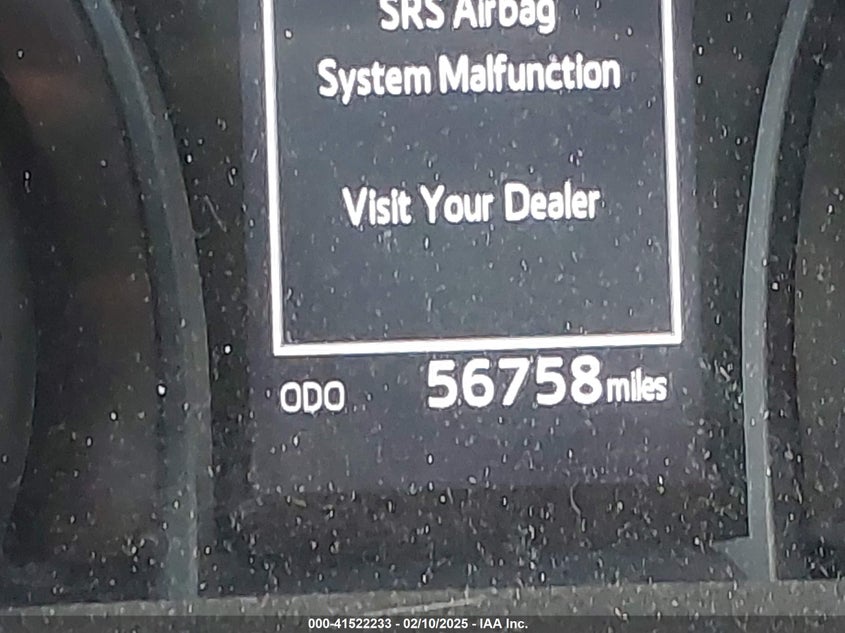 SRS Airbag
System Malfunction
Visit Your Dealer
ODO 56758 miles
000-41522233 - 02/10/2025 - IAA Inc.